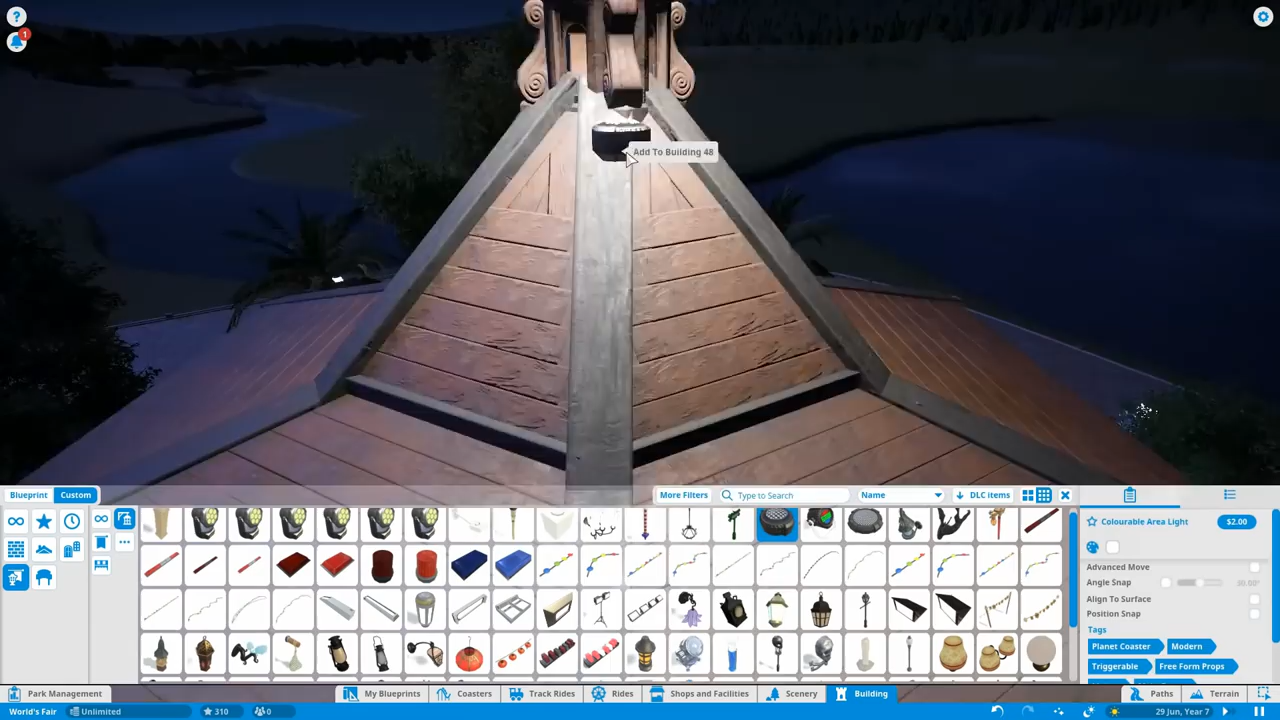 ?
1
Add To Building 48
Blueprint
Custom
More Filters
Type to Search
Name
DLC items
Colourable Area Light
$2.00
Advanced Move
Angle Snap
30.00°
Align To Surface
Position Snap
Tags
Planet Coaster
Modern
Triggerable
Free Form Props
Park Management
My Blueprints
Coasters
Track Rides
Rides
Shops and Facilities
Scenery
Building
Paths
Terrain
World's Fair
Unlimited
310
0
29 Jun, Year 7